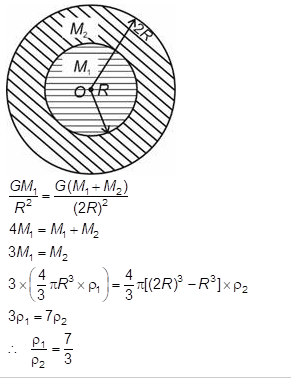 M₂
2R
M₁
O R
GM₁/R² = G(M₁+M₂)/(2R)²
4M₁ = M₁ + M₂
3M₁ = M₂
3×(4/3 πR³ × ρ₁) = 4/3 π[(2R)³ − R³] × ρ₂
3ρ₁ = 7ρ₂
∴ ρ₁/ρ₂ = 7/3